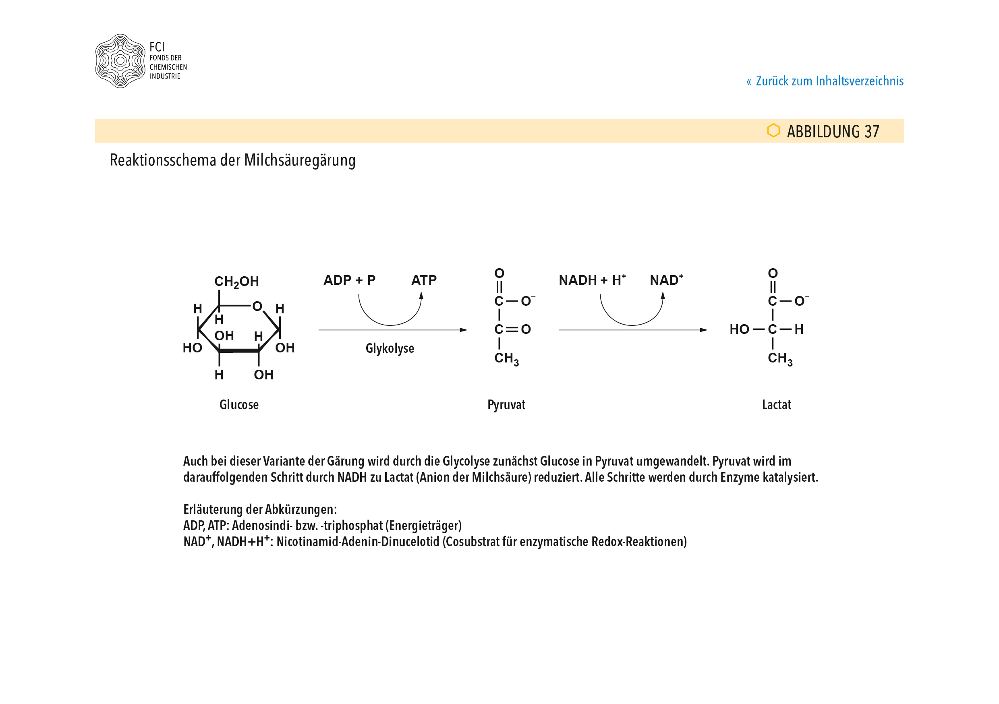 FCI
FONDS DER
CHEMISCHEN
INDUSTRIE
« Zurück zum Inhaltsverzeichnis
ABBILDUNG 37
Reaktionsschema der Milchsäuregärung
CH₂OH
O
H
H
H
OH
H
HO
OH
H
OH
Glucose
ADP + P
ATP
Glykolyse
O
C — O⁻
C = O
CH₃
Pyruvat
NADH + H⁺
NAD⁺
O
C — O⁻
HO — C — H
CH₃
Lactat
Auch bei dieser Variante der Gärung wird durch die Glycolyse zunächst Glucose in Pyruvat umgewandelt. Pyruvat wird im
darauffolgenden Schritt durch NADH zu Lactat (Anion der Milchsäure) reduziert. Alle Schritte werden durch Enzyme katalysiert.
Erläuterung der Abkürzungen:
ADP, ATP: Adenosindi- bzw. -triphosphat (Energieträger)
NAD⁺, NADH+H⁺: Nicotinamid-Adenin-Dinucelotid (Cosubstrat für enzymatische Redox-Reaktionen)